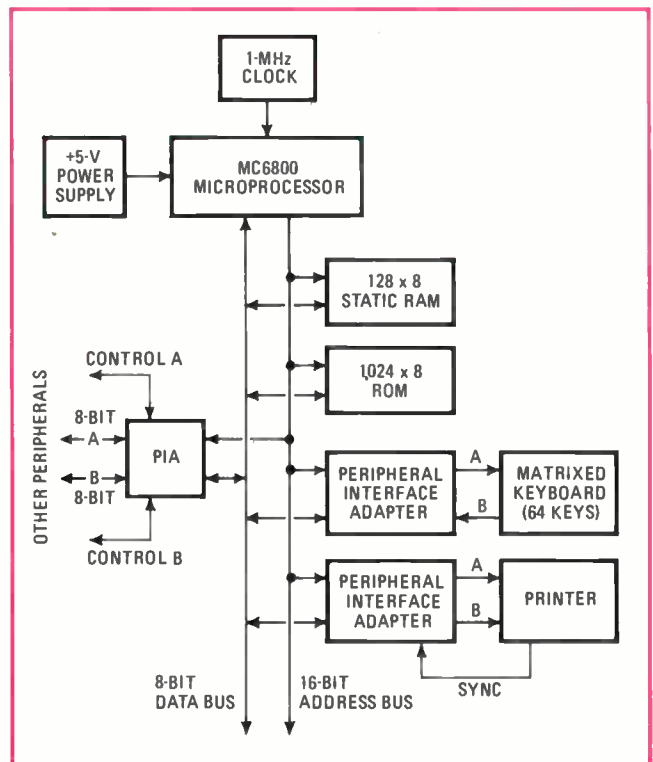 1-MHz
CLOCK
+5-V
POWER
SUPPLY
MC6800
MICROPROCESSOR
128 x 8
STATIC RAM
1,024 x 8
ROM
CONTROL A
8-BIT
A
B
8-BIT
OTHER PERIPHERALS
PIA
CONTROL B
PERIPHERAL
INTERFACE
ADAPTER
A
B
MATRIXED
KEYBOARD
(64 KEYS)
PERIPHERAL
INTERFACE
ADAPTER
A
B
PRINTER
SYNC
8-BIT
DATA BUS
16-BIT
ADDRESS BUS